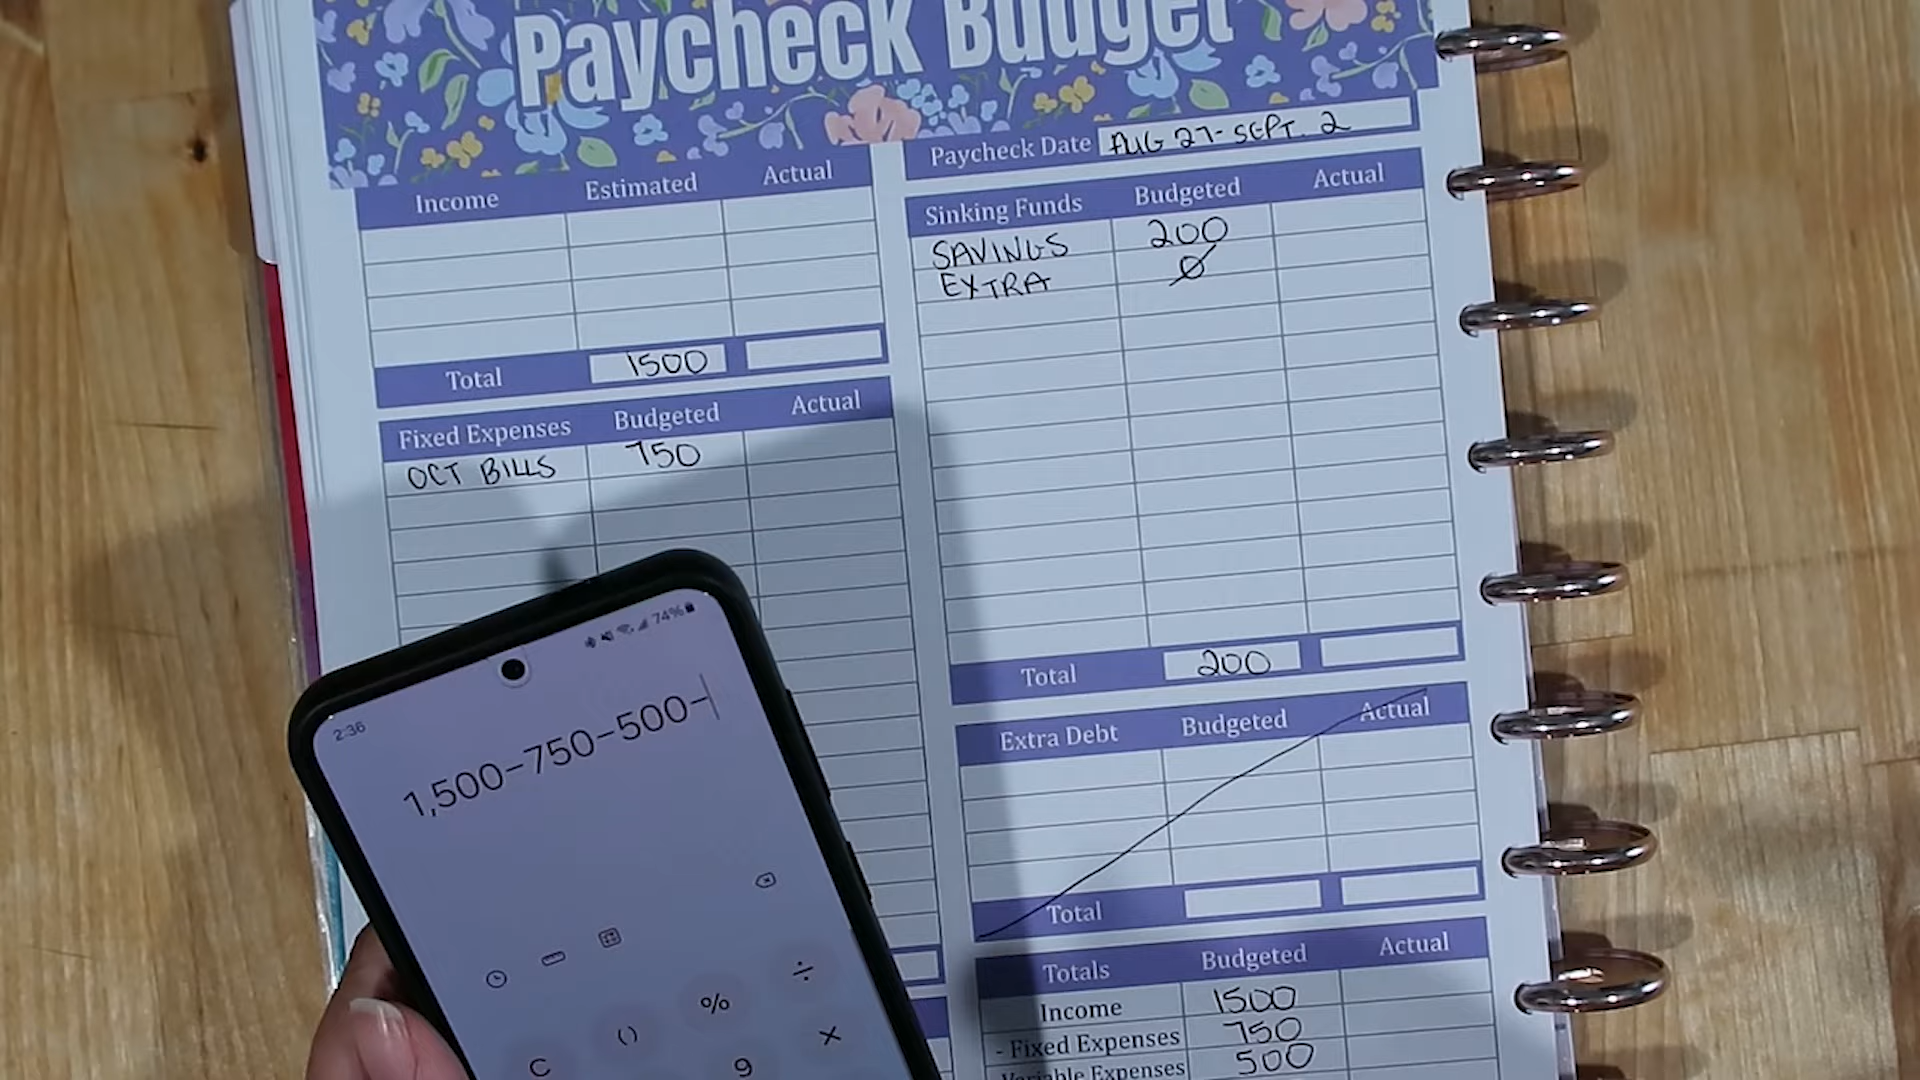 Paycheck Budget
Paycheck Date AUG 27-SEPT. 2
Income Estimated Actual
Total 1500
Fixed Expenses Budgeted Actual
OCT BILLS 750
Sinking Funds Budgeted Actual
SAVINGS 200
EXTRA 0
Total 200
Extra Debt Budgeted Actual
Total
Totals Budgeted Actual
Income 1500
- Fixed Expenses 750
Variable Expenses 500
2:36 74%
1,500-750-500-
÷
( ) %
C 9 ×